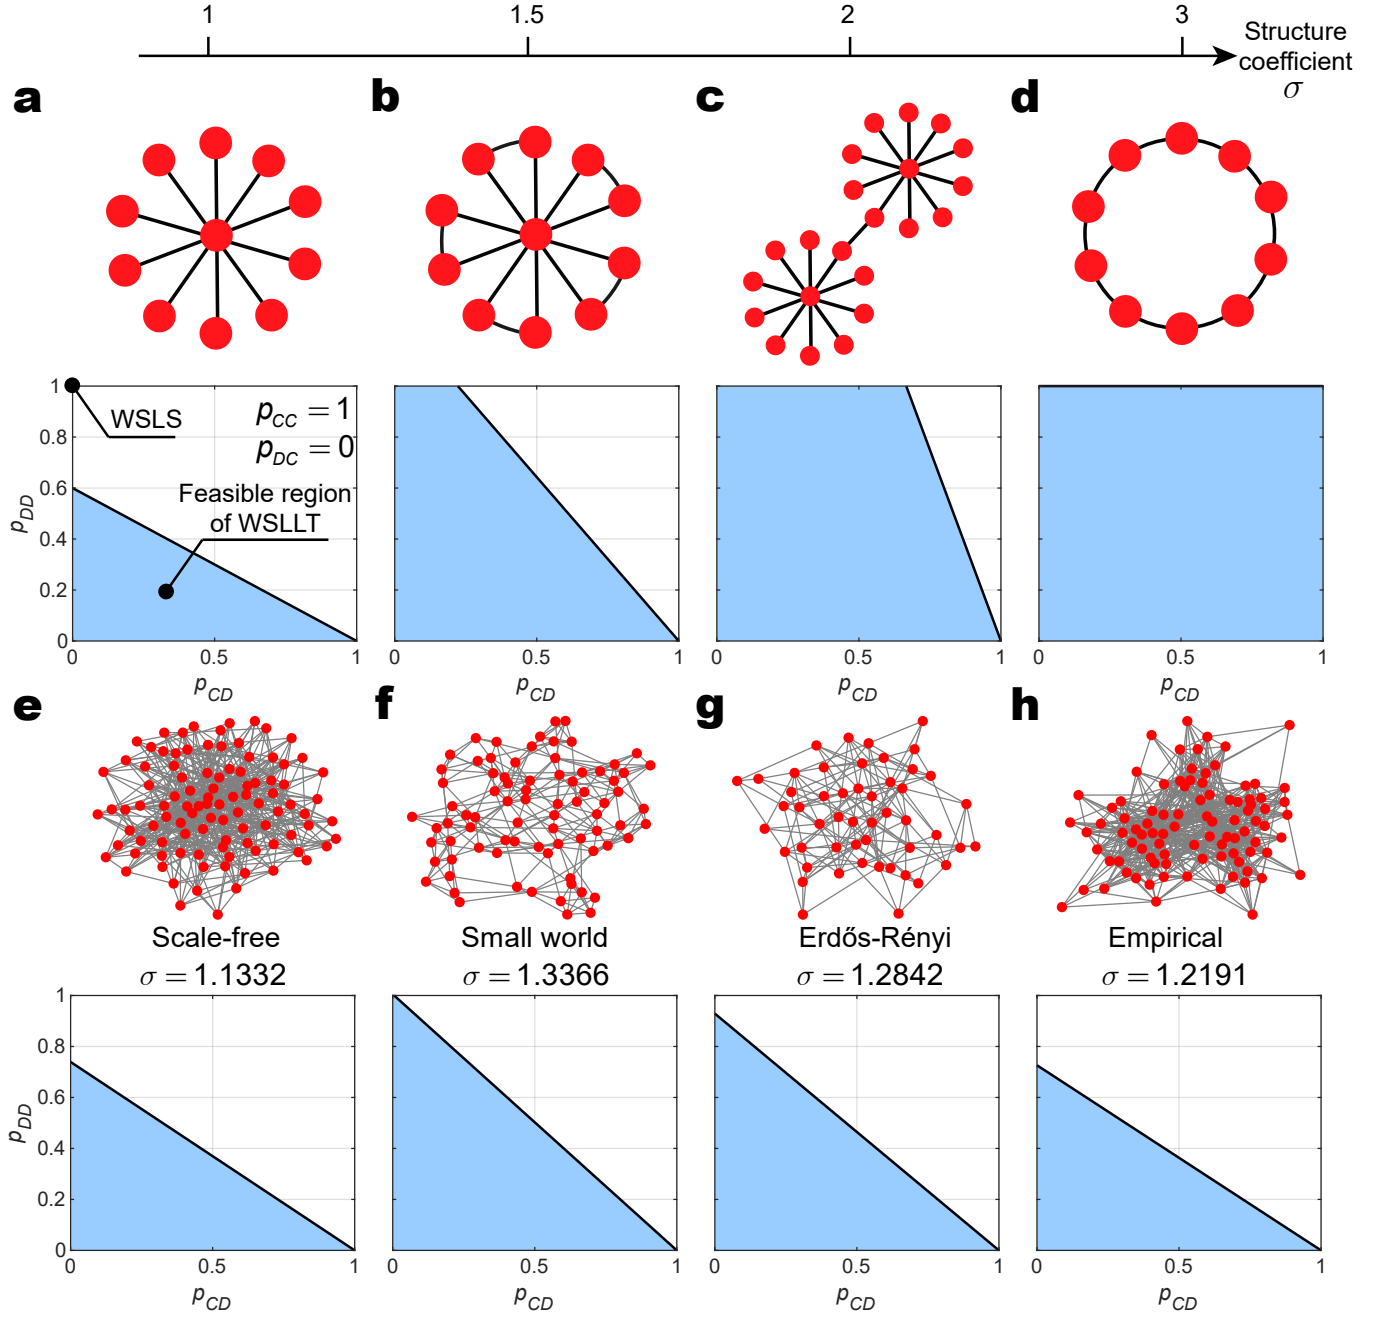 1
1.5
2
3
Structure
coefficient
σ
a
b
c
d
1
0.8
0.6
0.4
0.2
0
p_DD
WSLS
p_CC = 1
p_DC = 0
Feasible region
of WSLLT
0
0.5
1
p_CD
0
0.5
1
p_CD
0
0.5
1
p_CD
0
0.5
1
p_CD
e
f
g
h
Scale-free
σ = 1.1332
Small world
σ = 1.3366
Erdős-Rényi
σ = 1.2842
Empirical
σ = 1.2191
1
0.8
0.6
0.4
0.2
0
p_DD
0
0.5
1
p_CD
0
0.5
1
p_CD
0
0.5
1
p_CD
0
0.5
1
p_CD